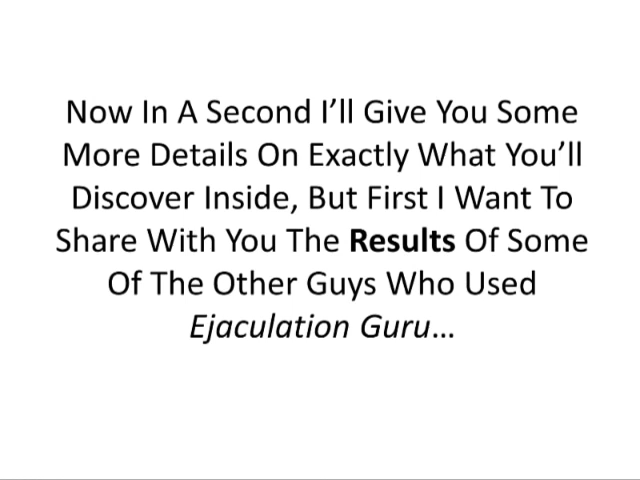 Now In A Second I’ll Give You Some
More Details On Exactly What You’ll
Discover Inside, But First I Want To
Share With You The Results Of Some
Of The Other Guys Who Used
Ejaculation Guru…